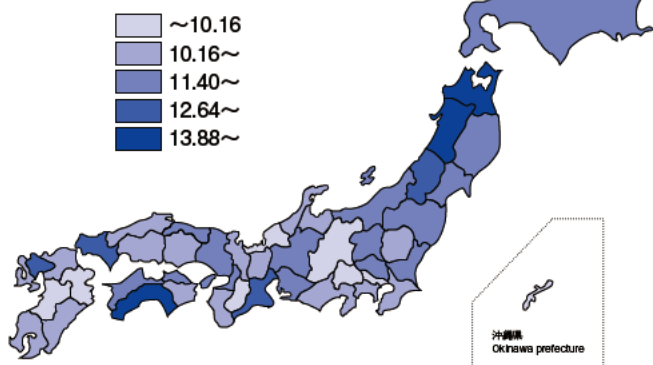 ～10.16
10.16～
11.40～
12.64～
13.88～
沖縄県
Okinawa prefecture